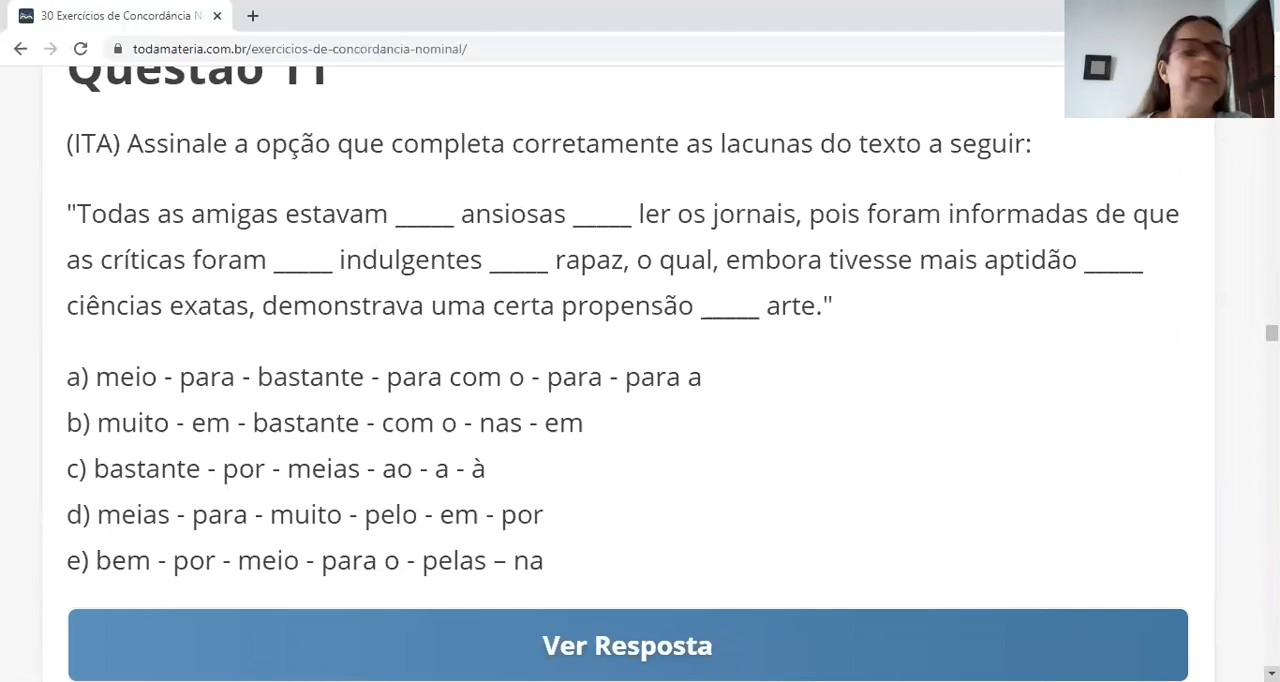 30 Exercícios de Concordância N
todamateria.com.br/exercicios-de-concordancia-nominal/
Questão 11
(ITA) Assinale a opção que completa corretamente as lacunas do texto a seguir:
"Todas as amigas estavam _____ ansiosas _____ ler os jornais, pois foram informadas de que
as críticas foram _____ indulgentes _____ rapaz, o qual, embora tivesse mais aptidão _____
ciências exatas, demonstrava uma certa propensão _____ arte."
a) meio - para - bastante - para com o - para - para a
b) muito - em - bastante - com o - nas - em
c) bastante - por - meias - ao - a - à
d) meias - para - muito - pelo - em - por
e) bem - por - meio - para o - pelas – na
Ver Resposta